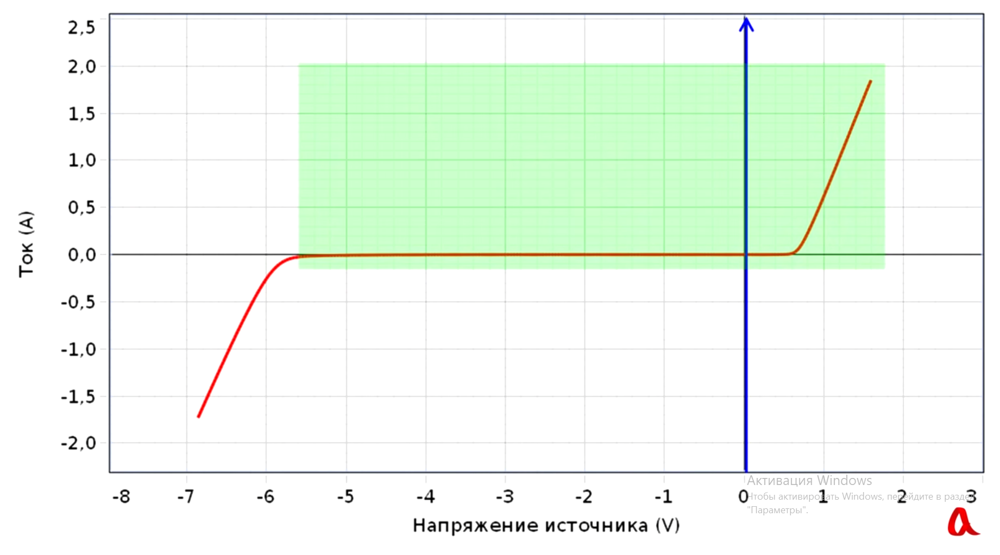 2,5
2,0
1,5
1,0
0,5
0,0
-0,5
-1,0
-1,5
-2,0
Ток (A)
-8 -7 -6 -5 -4 -3 -2 -1 0 1 2 3
Напряжение источника (V)
Активация Windows
Чтобы активировать Windows, перейдите в раздел
"Параметры".
a